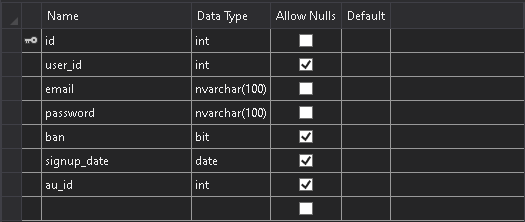 Name Data Type Allow Nulls Default
id int
user_id int
email nvarchar(100)
password nvarchar(100)
ban bit
signup_date date
au_id int